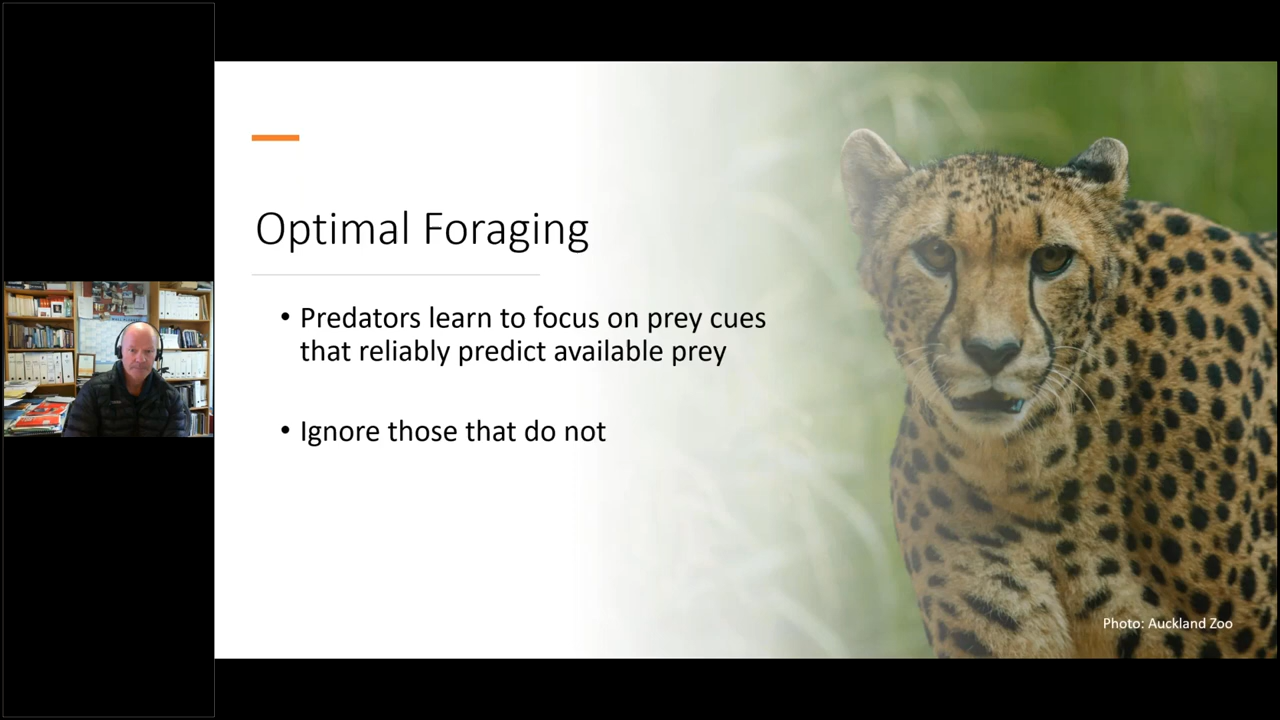 Optimal Foraging
• Predators learn to focus on prey cues
that reliably predict available prey
• Ignore those that do not
Photo: Auckland Zoo